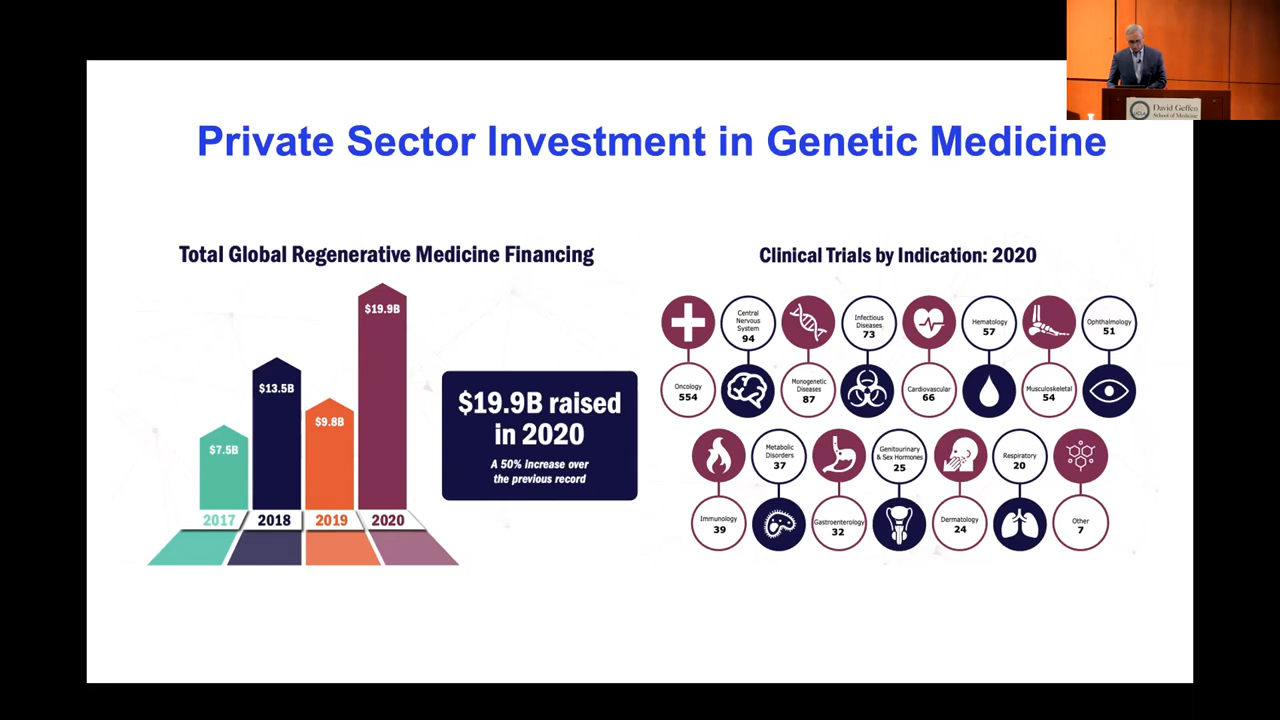 Private Sector Investment in Genetic Medicine
Total Global Regenerative Medicine Financing
$7.5B
$13.5B
$9.8B
$19.9B
2017
2018
2019
2020
$19.9B raised
in 2020
A 50% increase over
the previous record
Clinical Trials by Indication: 2020
Central
Nervous
System
94
Infectious
Diseases
73
Hematology
57
Ophthalmology
51
Oncology
554
Monogenetic
Diseases
87
Cardiovascular
66
Musculoskeletal
54
Metabolic
Disorders
37
Genitourinary
& Sex Hormones
25
Respiratory
20
Immunology
39
Gastroenterology
32
Dermatology
24
Other
7
UCLA
David Geffen
School of Medicine